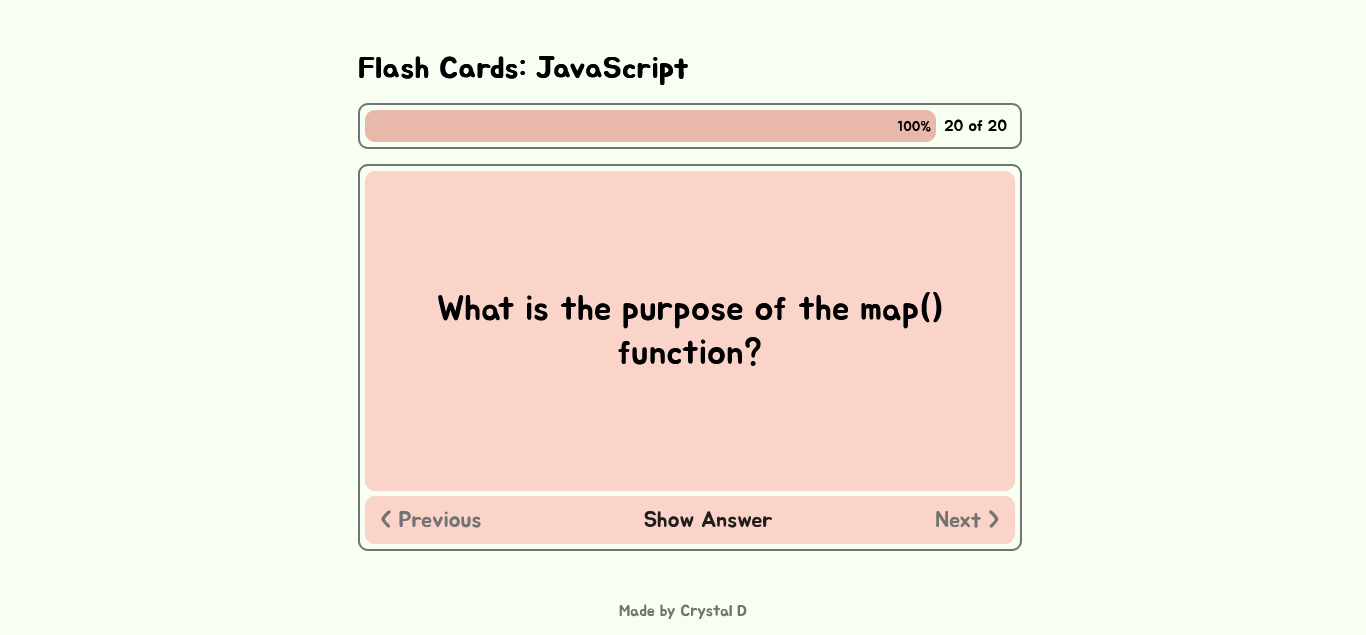 Flash Cards: JavaScript
100% 20 of 20
What is the purpose of the map()
function?
Previous Show Answer Next
Made by Crystal D